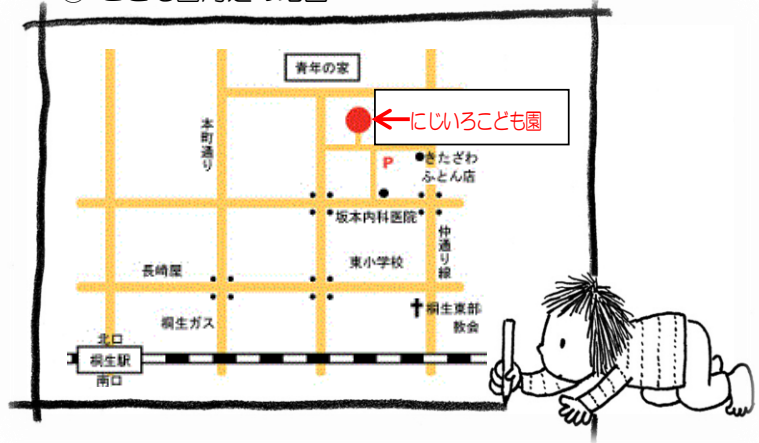 青年の家
にじいろこども園
本町通り
P
きたざわ
ふとん店
坂本内科医院
仲通り線
東小学校
長崎屋
桐生ガス
桐生東部
教会
北口
桐生駅
南口